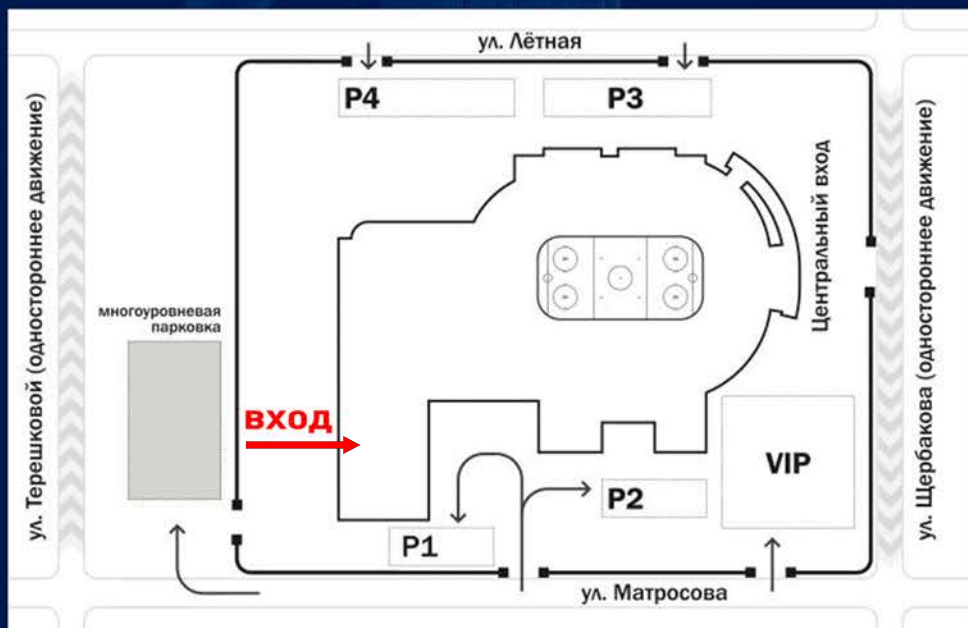 ул. Лётная
P4
P3
ул. Терешковой (одностороннее движение)
Центральный вход
ул. Щербакова (одностороннее движение)
многоуровневая
парковка
вход
VIP
P2
P1
ул. Матросова